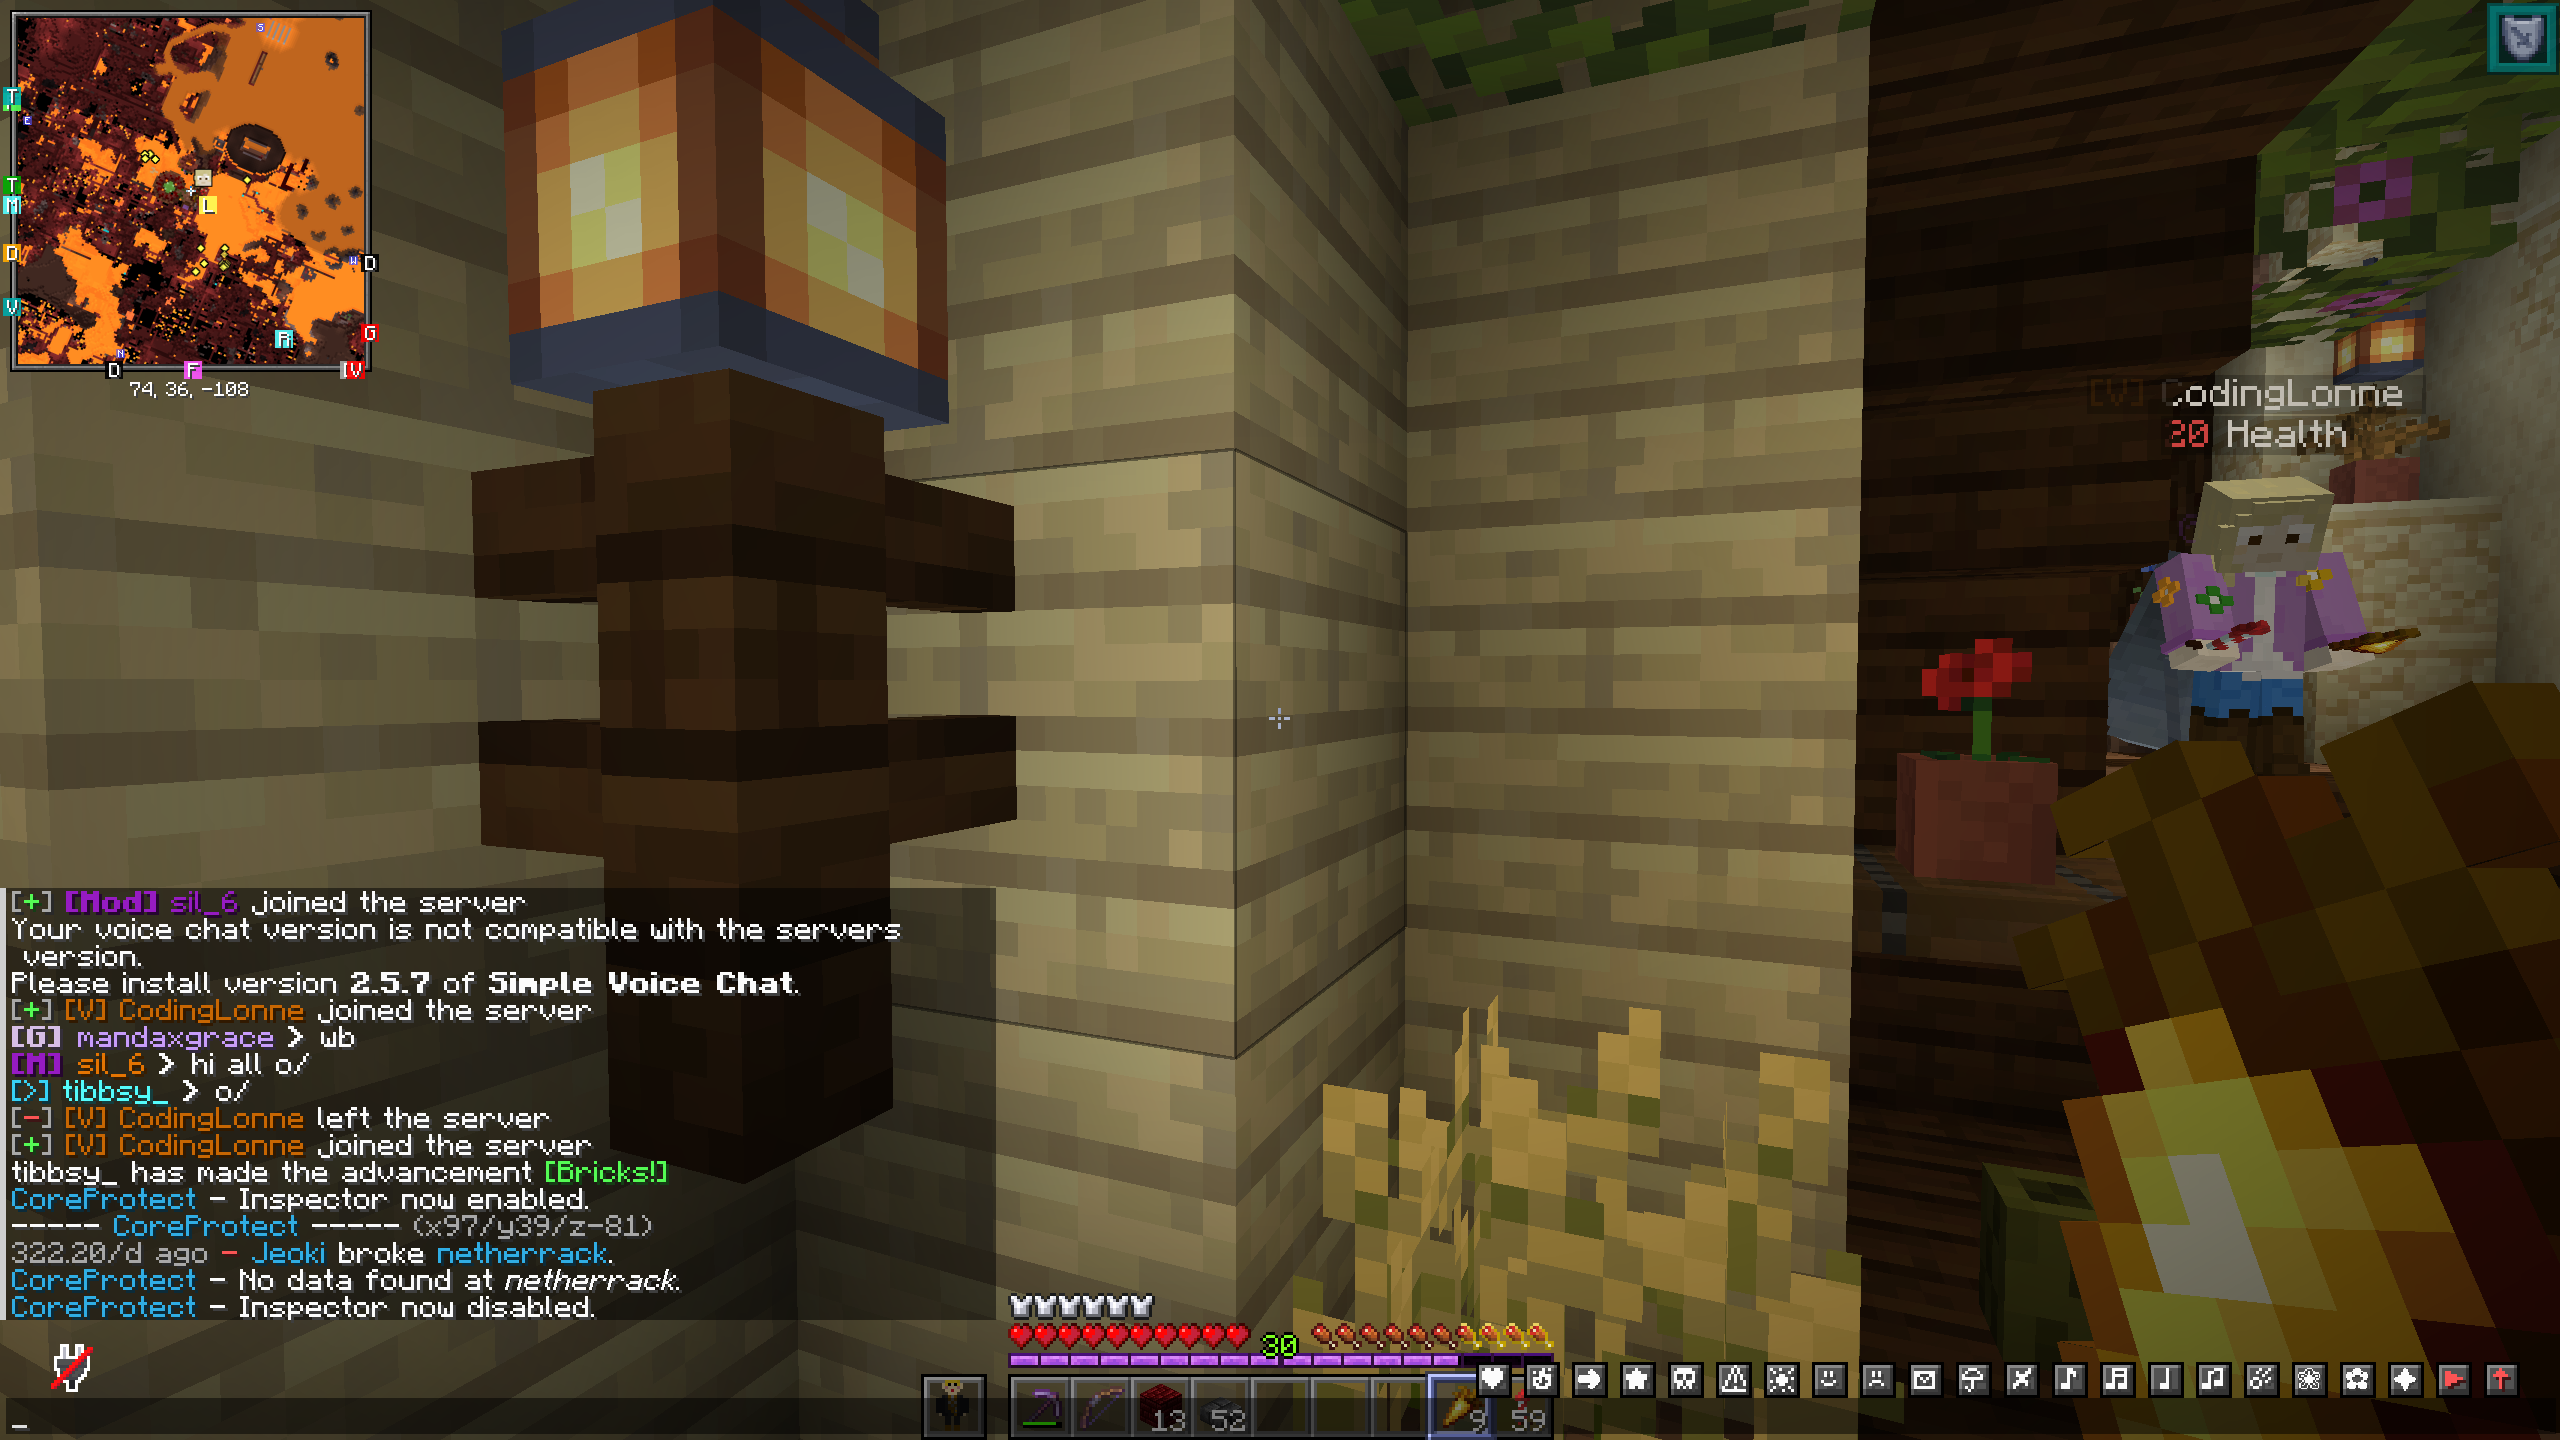 S
T
E
T
M
L
D
W
D
V
R
G
N
D
F
V
74, 36, -108
[V] CodingLonne
20 Health
[+] [Mod] sil_6 joined the server
Your voice chat version is not compatible with the servers
version.
Please install version 2.5.7 of Simple Voice Chat.
[+] [V] CodingLonne joined the server
[G] mandaxgrace > wb
[M] sil_6 > hi all o/
[>] tibbsy_ > o/
[-] [V] CodingLonne left the server
[+] [V] CodingLonne joined the server
tibbsy_ has made the advancement [Bricks!]
CoreProtect - Inspector now enabled.
----- CoreProtect ----- (x97/y39/z-81)
322.20/d ago - Jeoki broke netherrack.
CoreProtect - No data found at netherrack.
CoreProtect - Inspector now disabled.
30
13 52 9 59
_